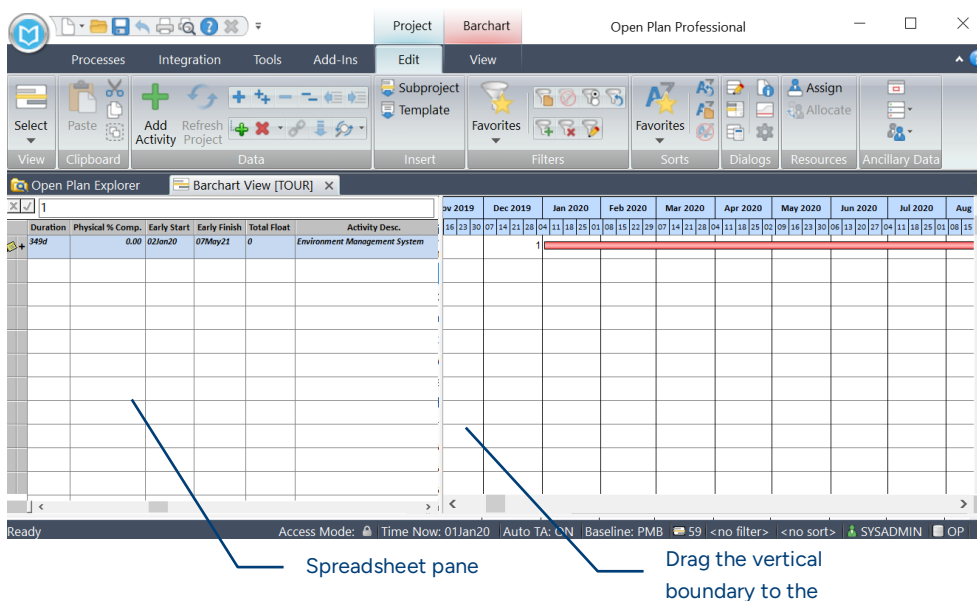 Project Barchart Open Plan Professional
Processes Integration Tools Add-Ins Edit View
Select
View
Paste
Clipboard
Add Activity
Refresh Project
Data
Subproject
Template
Insert
Favorites
Filters
Favorites
Sorts
Dialogs
Assign
Allocate
Resources
Ancillary Data
Open Plan Explorer Barchart View [TOUR]
1
Nov 2019 Dec 2019 Jan 2020 Feb 2020 Mar 2020 Apr 2020 May 2020 Jun 2020 Jul 2020 Aug
Duration Physical % Comp. Early Start Early Finish Total Float Activity Desc.
16 23 30 07 14 21 28 04 11 18 25 01 08 15 22 29 07 14 21 28 04 11 18 25 02 09 16 23 30 06 13 20 27 04 11 18 25 01 08 15
349d 0.00 02Jan20 07May21 0 Environment Management System 1
Ready Access Mode: Time Now: 01Jan20 Auto TA: ON Baseline: PMB 59 <no filter> <no sort> SYSADMIN OP
Spreadsheet pane
Drag the vertical
boundary to the